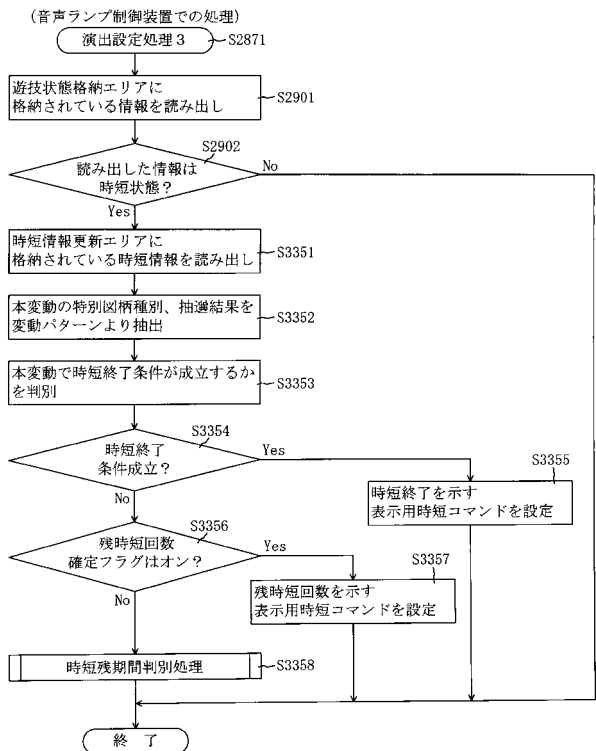 (音声ランプ制御装置での処理)
演出設定処理3
S2871
遊技状態格納エリアに
格納されている情報を読み出し
S2901
S2902
読み出した情報は
時短状態?
No
Yes
時短情報更新エリアに
格納されている時短情報を読み出し
S3351
本変動の特別図柄種別、抽選結果を
変動パターンより抽出
S3352
本変動で時短終了条件が成立するか
を判別
S3353
S3354
時短終了
条件成立?
Yes
No
S3355
時短終了を示す
表示用時短コマンドを設定
S3356
残時短回数
確定フラグはオン?
Yes
No
S3357
残時短回数を示す
表示用時短コマンドを設定
時短残期間判別処理
S3358
終 了